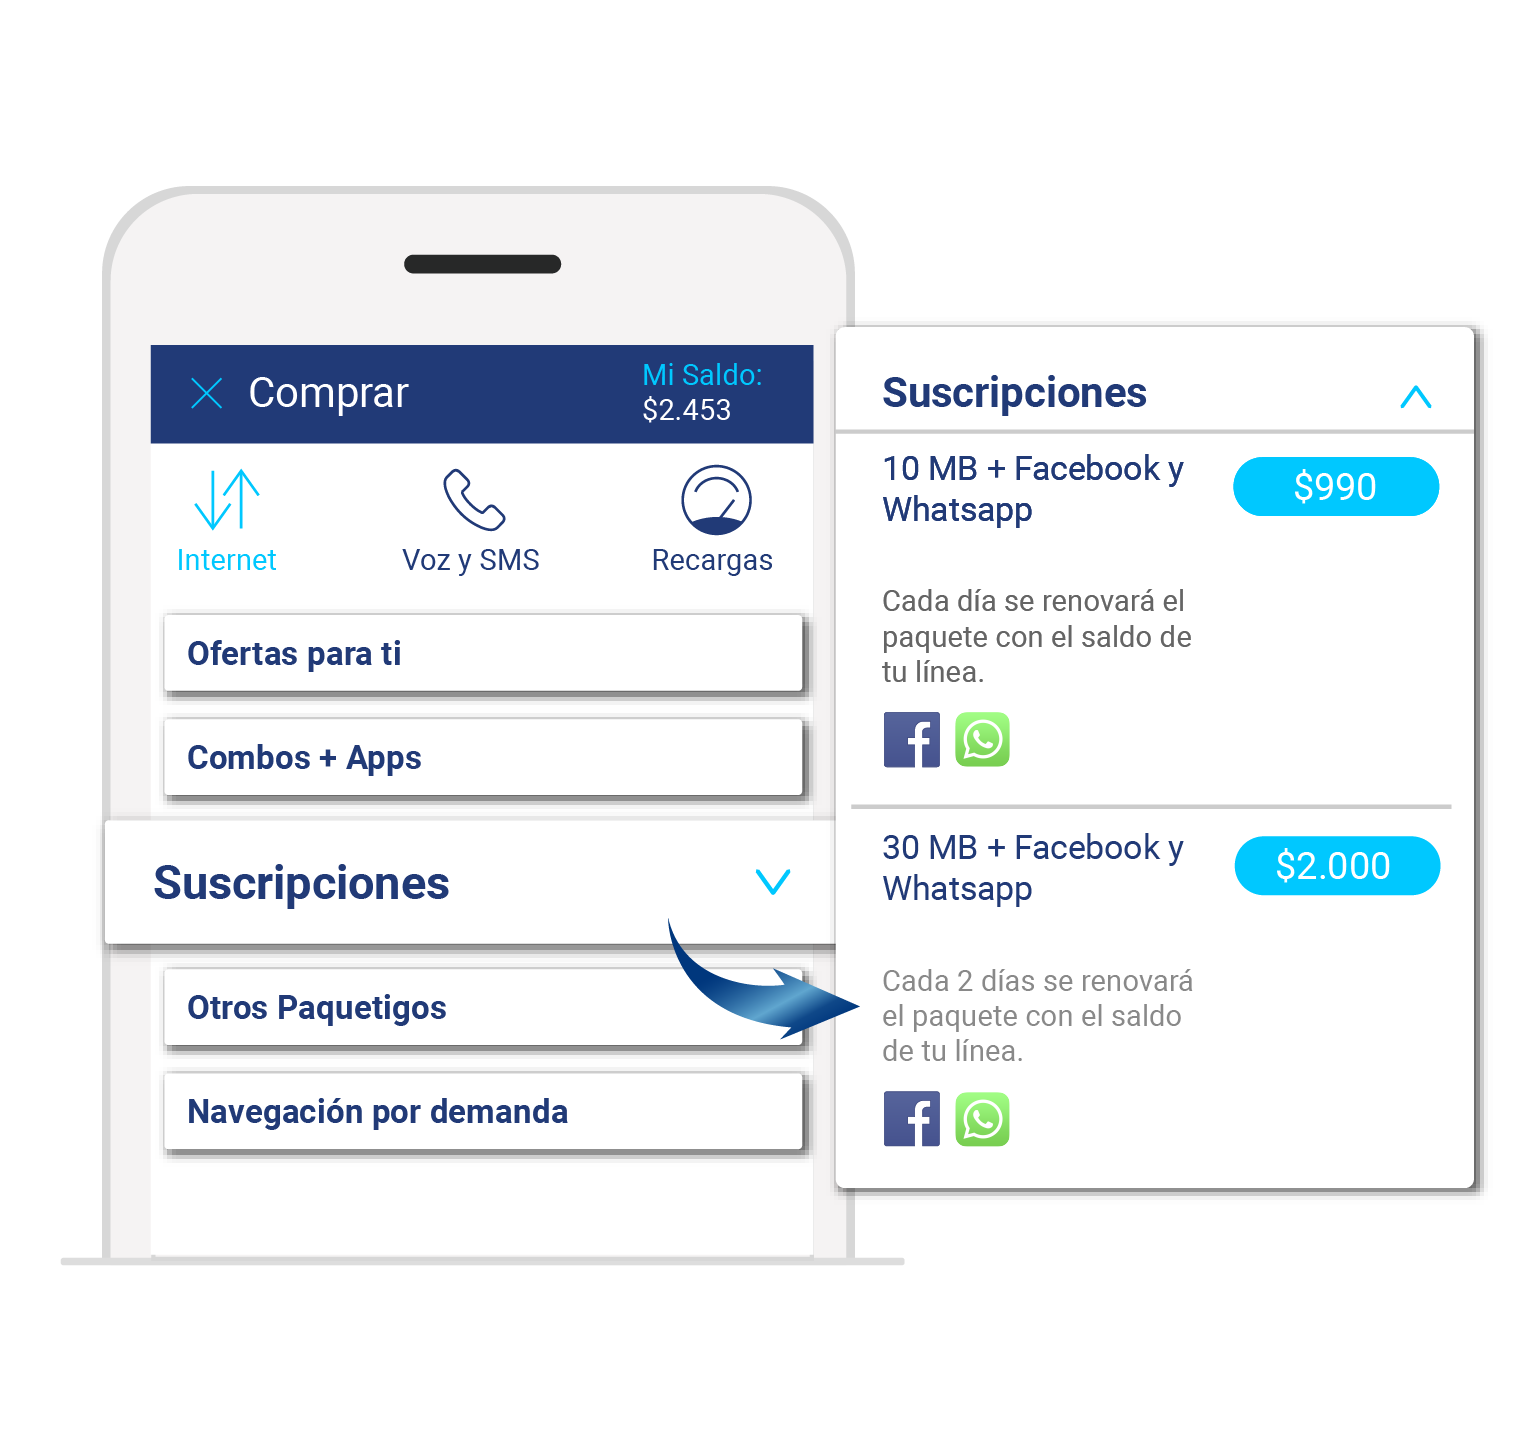 Comprar
Mi Saldo:
$2.453
Internet
Voz y SMS
Recargas
Ofertas para ti
Combos + Apps
Suscripciones
Otros Paquetigos
Navegación por demanda
Suscripciones
10 MB + Facebook y
Whatsapp
$990
Cada día se renovará el
paquete con el saldo de
tu línea.
30 MB + Facebook y
Whatsapp
$2.000
Cada 2 días se renovará
el paquete con el saldo
de tu línea.